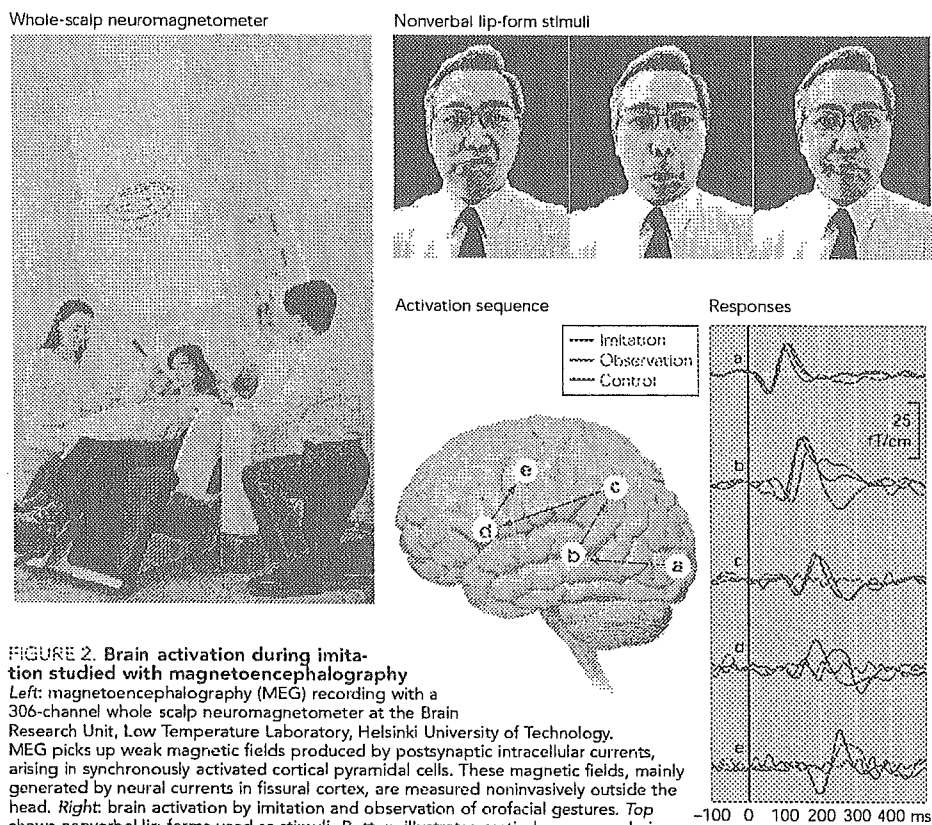 Whole-scalp neuromagnetometer
Nonverbal lip-form stimuli
Activation sequence
Responses
Imitation
Observation
Control
a
b
c
d
e
25
fT/cm
a
b
c
d
e
-100 0 100 200 300 400 ms
FIGURE 2. Brain activation during imita-
tion studied with magnetoencephalography
Left: magnetoencephalography (MEG) recording with a
306-channel whole scalp neuromagnetometer at the Brain
Research Unit, Low Temperature Laboratory, Helsinki University of Technology.
MEG picks up weak magnetic fields produced by postsynaptic intracellular currents,
arising in synchronously activated cortical pyramidal cells. These magnetic fields, mainly
generated by neural currents in fissural cortex, are measured noninvasively outside the
head. Right: brain activation by imitation and observation of orofacial gestures. Top